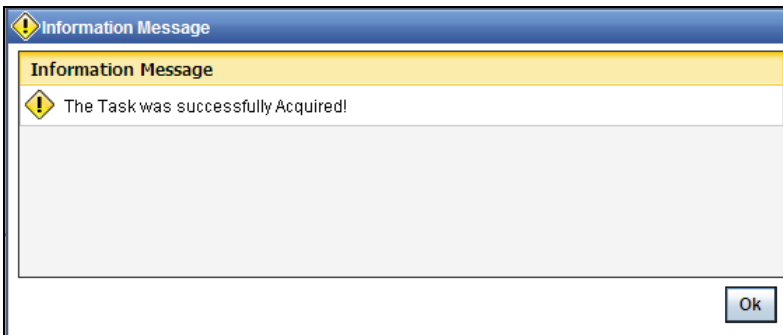 Information Message
Information Message
The Task was successfully Acquired!
Ok